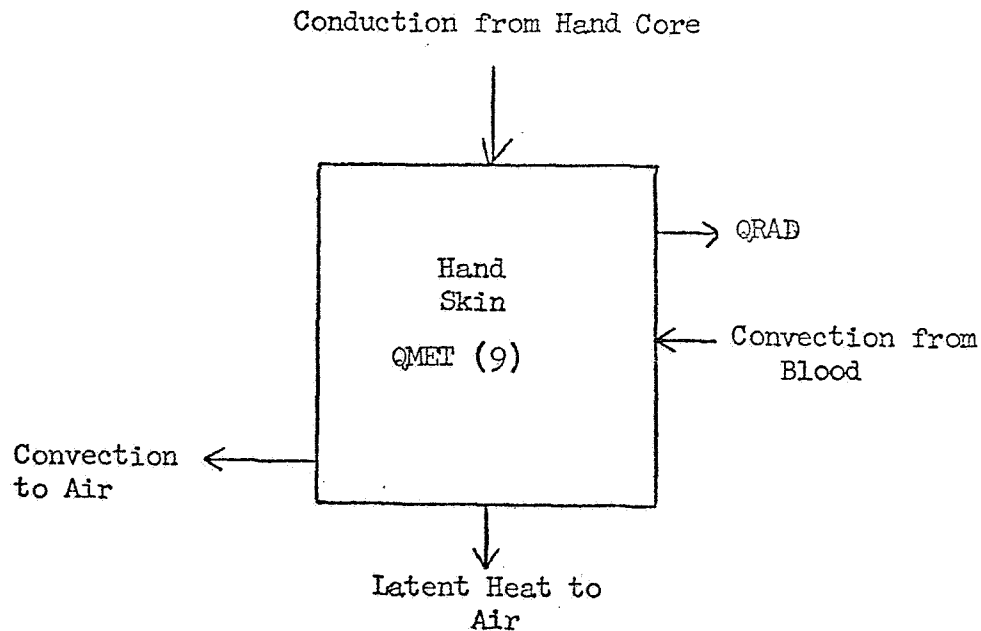 Conduction from Hand Core
QRAD
Hand
Skin
QMET (9)
Convection from
Blood
Convection
to Air
Latent Heat to
Air